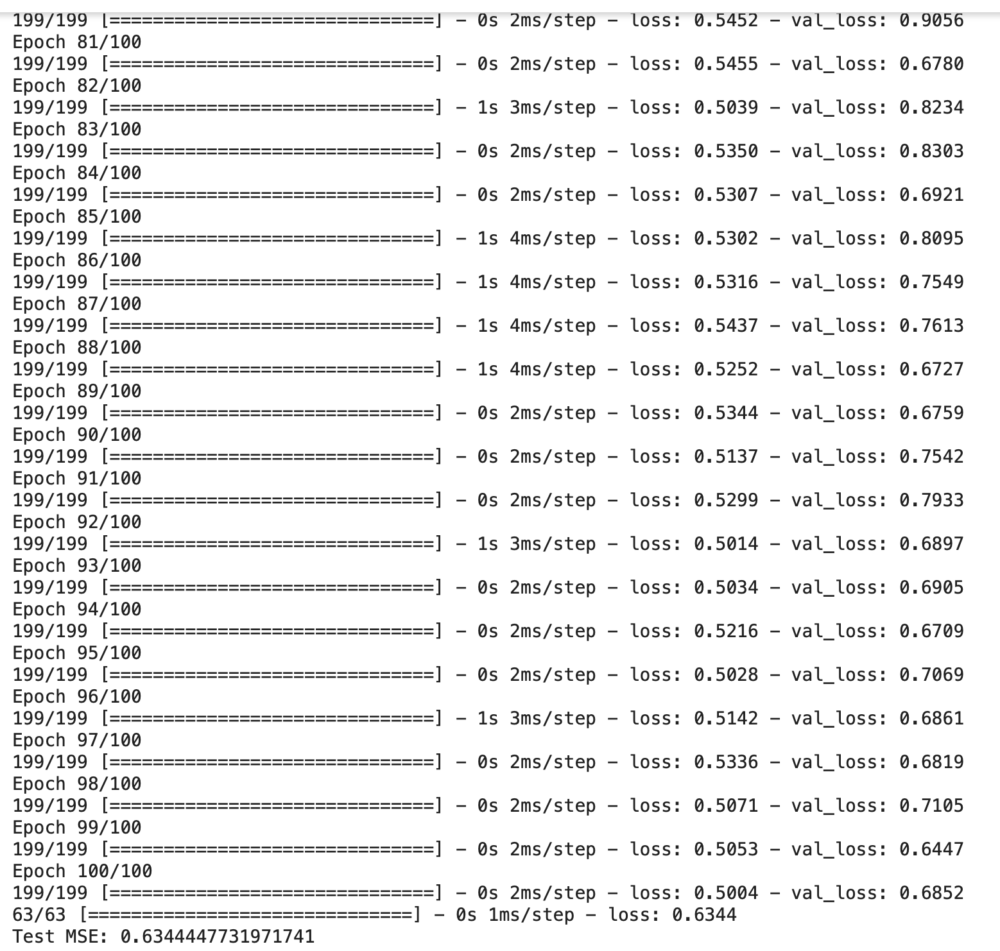 199/199 [==============================] - 0s 2ms/step - loss: 0.5452 - val_loss: 0.9056
Epoch 81/100
199/199 [==============================] - 0s 2ms/step - loss: 0.5455 - val_loss: 0.6780
Epoch 82/100
199/199 [==============================] - 1s 3ms/step - loss: 0.5039 - val_loss: 0.8234
Epoch 83/100
199/199 [==============================] - 0s 2ms/step - loss: 0.5350 - val_loss: 0.8303
Epoch 84/100
199/199 [==============================] - 0s 2ms/step - loss: 0.5307 - val_loss: 0.6921
Epoch 85/100
199/199 [==============================] - 1s 4ms/step - loss: 0.5302 - val_loss: 0.8095
Epoch 86/100
199/199 [==============================] - 1s 4ms/step - loss: 0.5316 - val_loss: 0.7549
Epoch 87/100
199/199 [==============================] - 1s 4ms/step - loss: 0.5437 - val_loss: 0.7613
Epoch 88/100
199/199 [==============================] - 1s 4ms/step - loss: 0.5252 - val_loss: 0.6727
Epoch 89/100
199/199 [==============================] - 0s 2ms/step - loss: 0.5344 - val_loss: 0.6759
Epoch 90/100
199/199 [==============================] - 0s 2ms/step - loss: 0.5137 - val_loss: 0.7542
Epoch 91/100
199/199 [==============================] - 0s 2ms/step - loss: 0.5299 - val_loss: 0.7933
Epoch 92/100
199/199 [==============================] - 1s 3ms/step - loss: 0.5014 - val_loss: 0.6897
Epoch 93/100
199/199 [==============================] - 0s 2ms/step - loss: 0.5034 - val_loss: 0.6905
Epoch 94/100
199/199 [==============================] - 0s 2ms/step - loss: 0.5216 - val_loss: 0.6709
Epoch 95/100
199/199 [==============================] - 0s 2ms/step - loss: 0.5028 - val_loss: 0.7069
Epoch 96/100
199/199 [==============================] - 1s 3ms/step - loss: 0.5142 - val_loss: 0.6861
Epoch 97/100
199/199 [==============================] - 0s 2ms/step - loss: 0.5336 - val_loss: 0.6819
Epoch 98/100
199/199 [==============================] - 0s 2ms/step - loss: 0.5071 - val_loss: 0.7105
Epoch 99/100
199/199 [==============================] - 0s 2ms/step - loss: 0.5053 - val_loss: 0.6447
Epoch 100/100
199/199 [==============================] - 0s 2ms/step - loss: 0.5004 - val_loss: 0.6852
63/63 [==============================] - 0s 1ms/step - loss: 0.6344
Test MSE: 0.6344447731971741